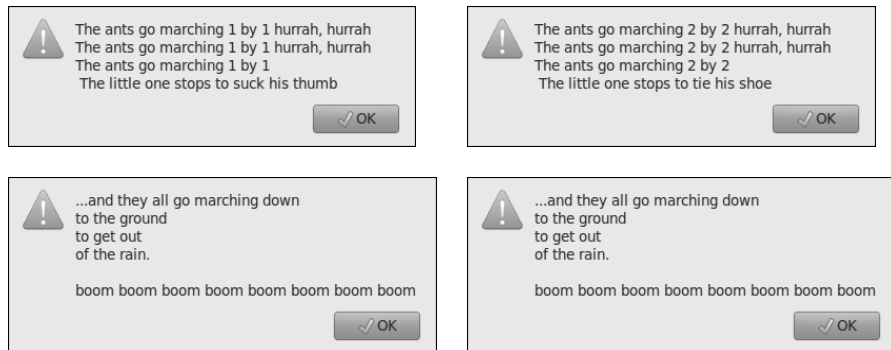 The ants go marching 1 by 1 hurrah, hurrah
The ants go marching 1 by 1 hurrah, hurrah
The ants go marching 1 by 1
The little one stops to suck his thumb
OK
The ants go marching 2 by 2 hurrah, hurrah
The ants go marching 2 by 2 hurrah, hurrah
The ants go marching 2 by 2
The little one stops to tie his shoe
OK
...and they all go marching down
to the ground
to get out
of the rain.
boom boom boom boom boom boom boom boom
OK
...and they all go marching down
to the ground
to get out
of the rain.
boom boom boom boom boom boom boom boom
OK